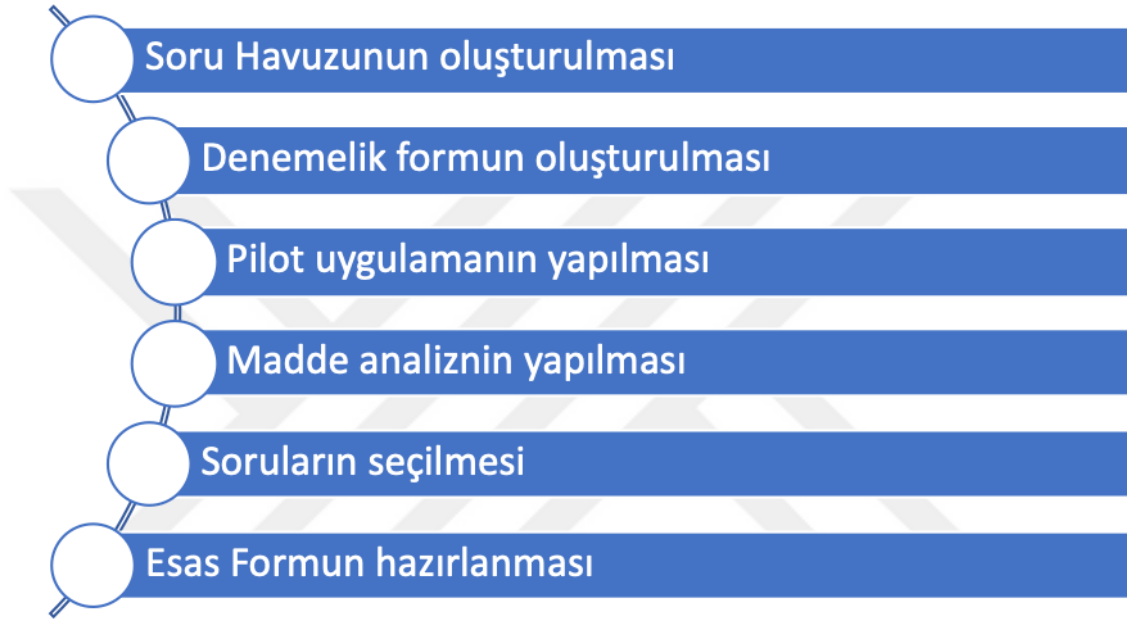 Soru Havuzunun oluşturulması
Denemelik formun oluşturulması
Pilot uygulamanın yapılması
Madde analiznin yapılması
Soruların seçilmesi
Esas Formun hazırlanması